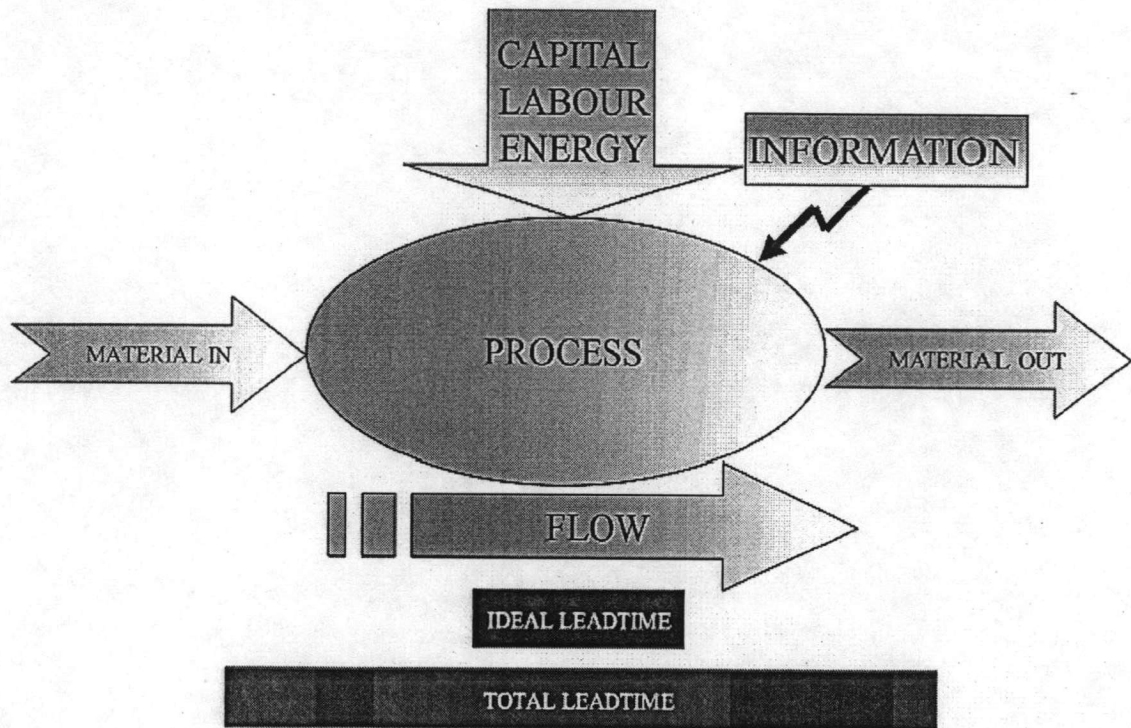 CAPITAL
LABOUR
ENERGY
INFORMATION
MATERIAL IN
PROCESS
MATERIAL OUT
FLOW
IDEAL LEADTIME
TOTAL LEADTIME